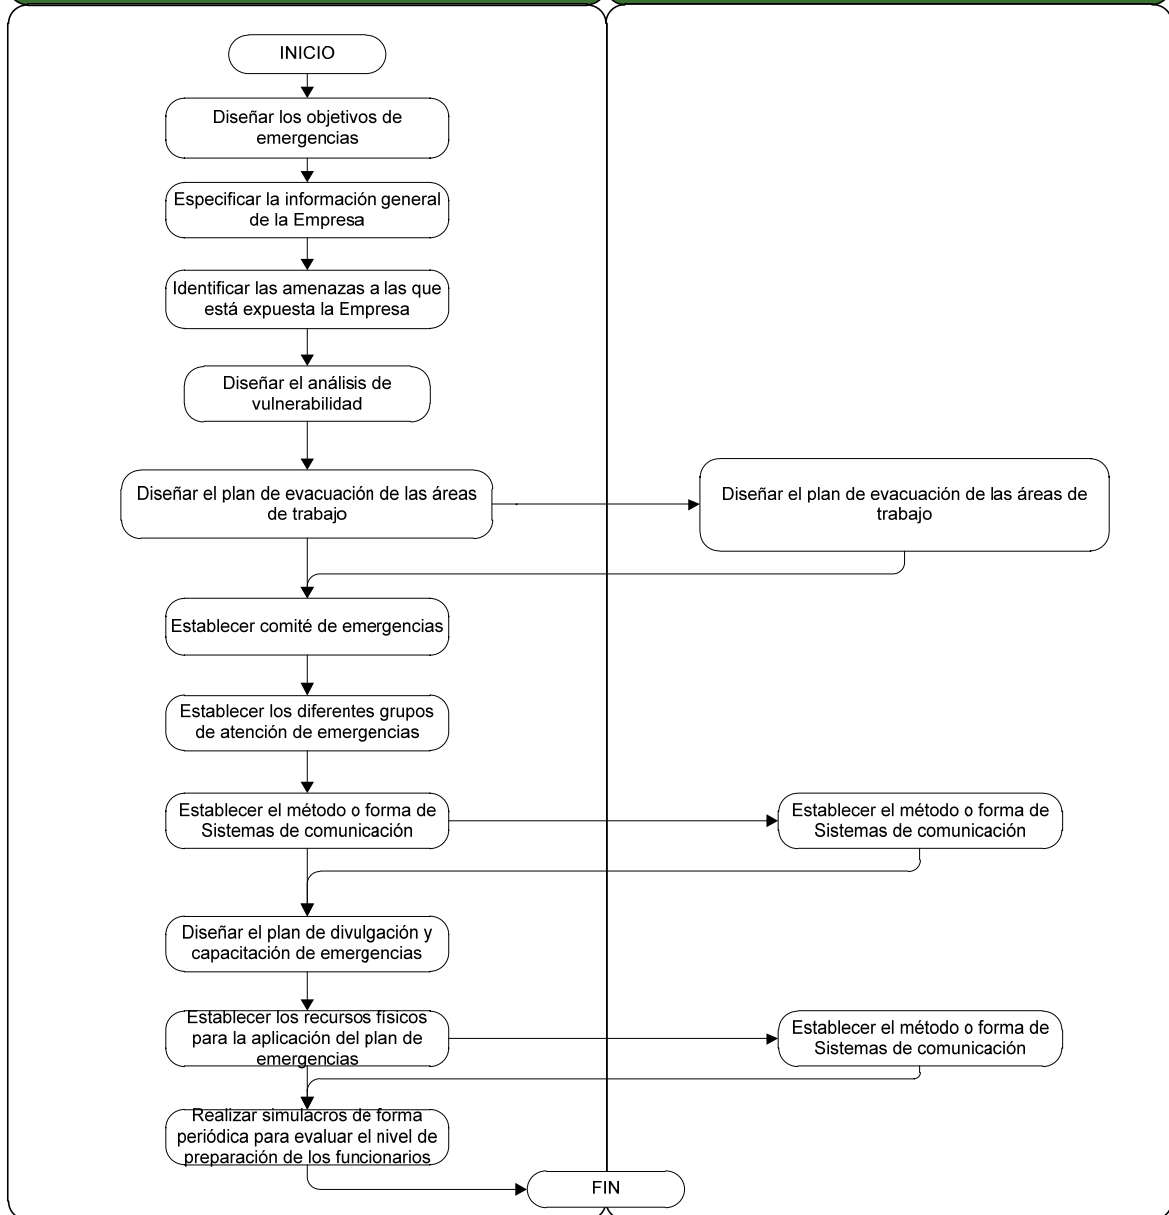 INICIO
Diseñar los objetivos de
emergencias
Especificar la información general
de la Empresa
Identificar las amenazas a las que
está expuesta la Empresa
Diseñar el análisis de
vulnerabilidad
Diseñar el plan de evacuación de las áreas
de trabajo
Diseñar el plan de evacuación de las áreas de
trabajo
Establecer comité de emergencias
Establecer los diferentes grupos
de atención de emergencias
Establecer el método o forma de
Sistemas de comunicación
Establecer el método o forma de
Sistemas de comunicación
Diseñar el plan de divulgación y
capacitación de emergencias
Establecer los recursos físicos
para la aplicación del plan de
emergencias
Establecer el método o forma de
Sistemas de comunicación
Realizar simulacros de forma
periódica para evaluar el nivel de
preparación de los funcionarios
FIN